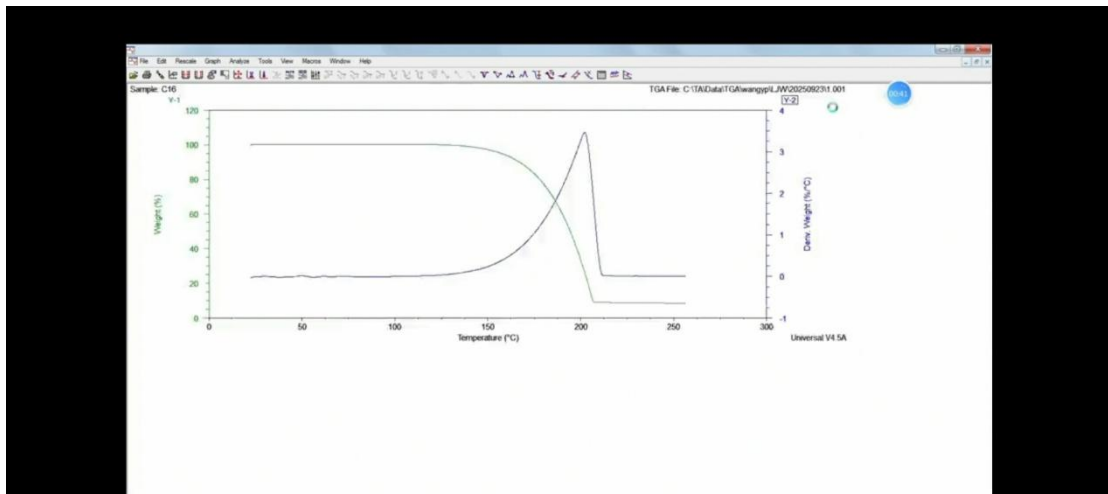 File Edit Rescale Graph Analyze Tools View Macros Window Help
Sample: C16
TGA File: C:\TA\Data\TGA\wangyp\LJW\20250923\1.001
00:41
Y-1
Y-2
120
100
80
60
40
20
0
Weight (%)
4
3
2
1
0
-1
Deriv. Weight (%/°C)
0 50 100 150 200 250 300
Temperature (°C)
Universal V4.5A